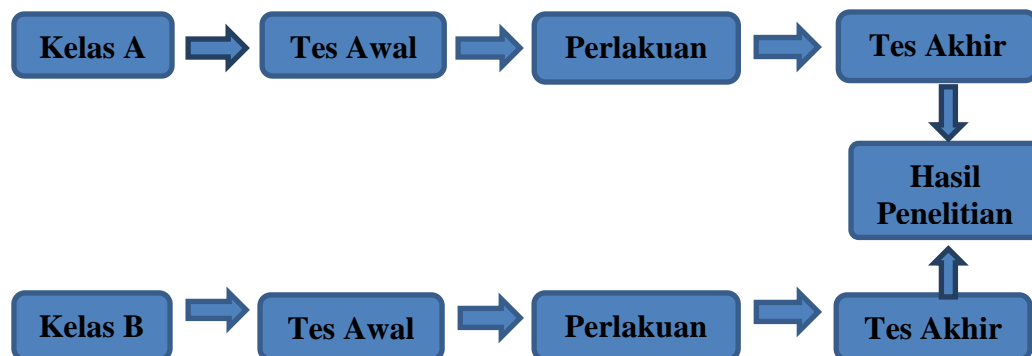 Kelas A
Tes Awal
Perlakuan
Tes Akhir
Hasil
Penelitian
Kelas B
Tes Awal
Perlakuan
Tes Akhir